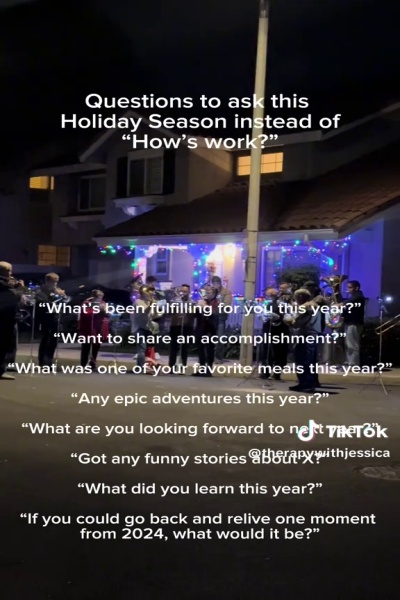 Questions to ask this
Holiday Season instead of
“How’s work?”
“What’s been fulfilling for you this year?”
“Want to share an accomplishment?”
“What was one of your favorite meals this year?”
“Any epic adventures this year?”
“What are you looking forward to next year?”
TikTok
“Got any funny stories about X?”
@therapywithjessica
“What did you learn this year?”
“If you could go back and relive one moment
from 2024, what would it be?”